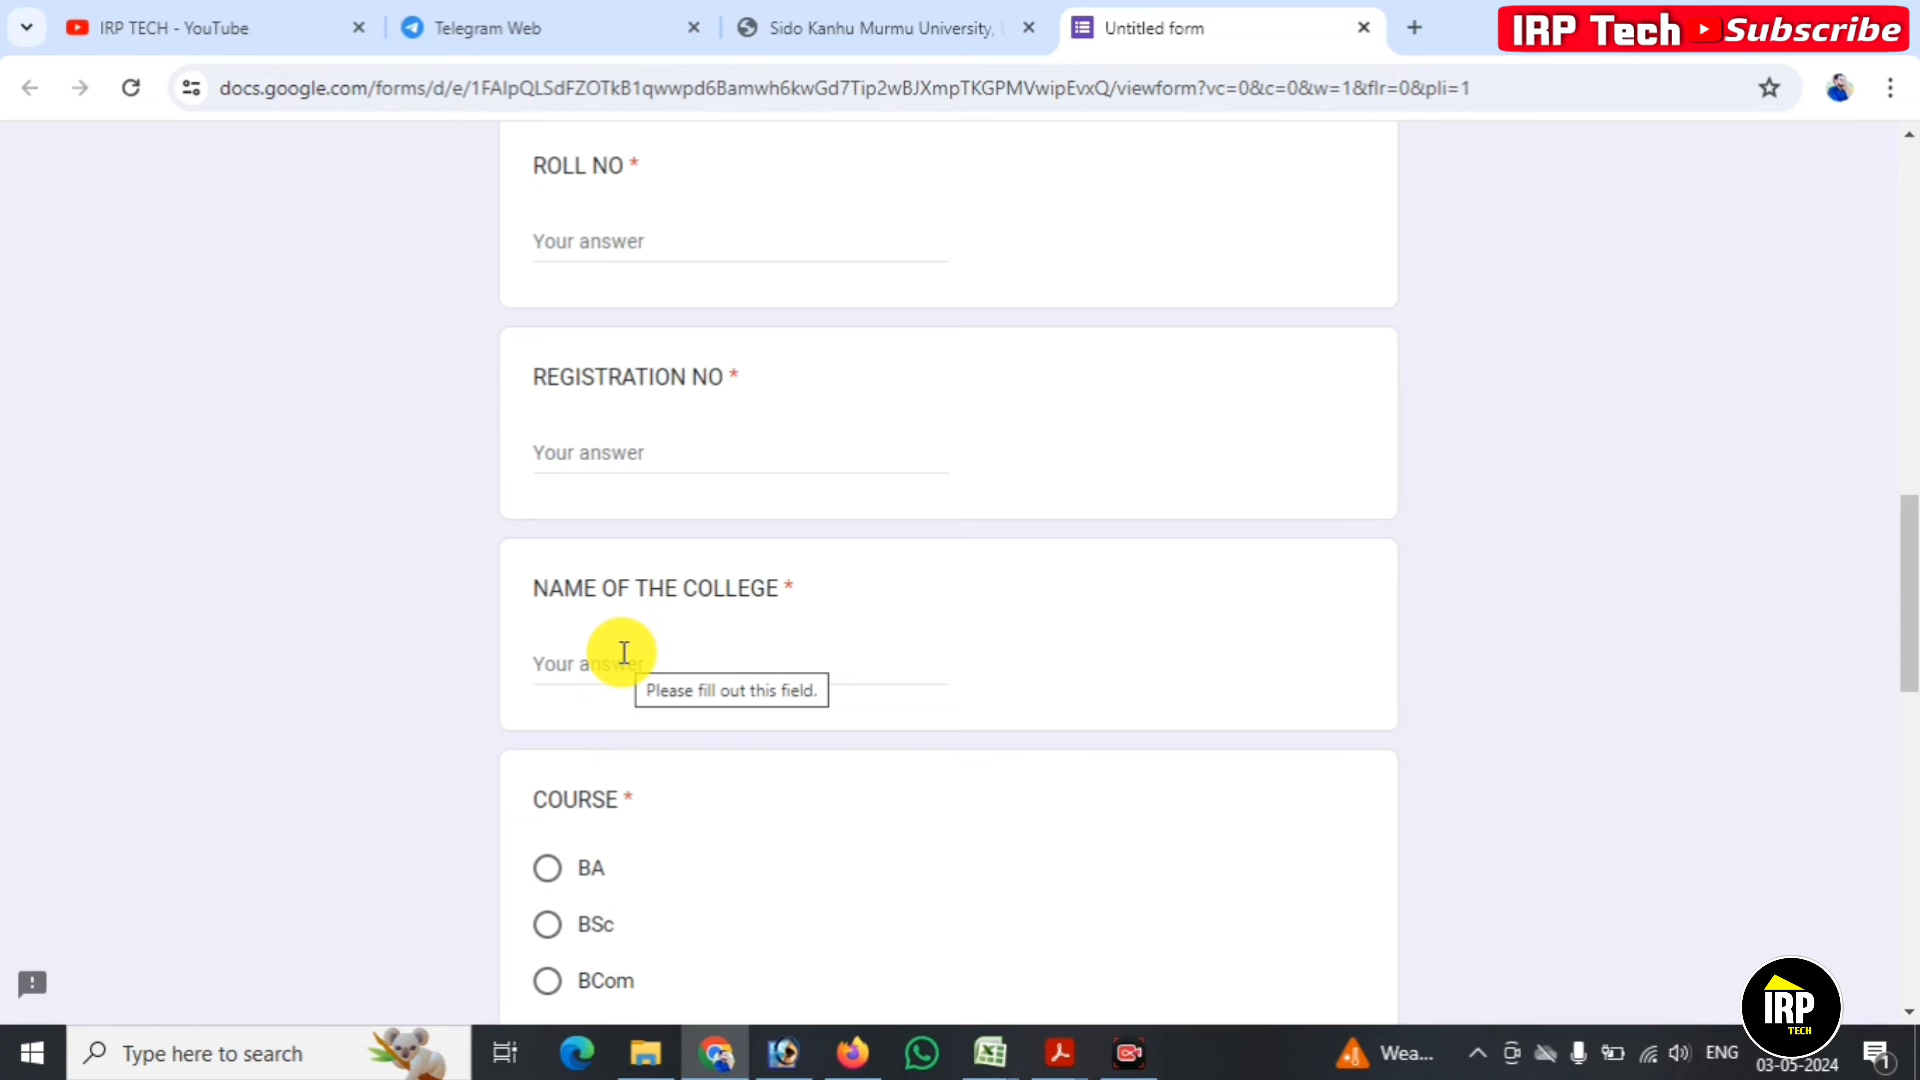 IRP TECH - YouTube
Telegram Web
Sido Kanhu Murmu University,
Untitled form
IRP Tech Subscribe
docs.google.com/forms/d/e/1FAIpQLSdFZOTkB1qwwpd6Bamwh6kwGd7Tip2wBJXmpTKGPMVwipEvxQ/viewform?vc=0&c=0&w=1&flr=0&pli=1
ROLL NO *
Your answer
REGISTRATION NO *
Your answer
NAME OF THE COLLEGE *
Your answer
Please fill out this field.
COURSE *
BA
BSc
BCom
IRP
TECH
Type here to search
Wea...
ENG
03-05-2024
1